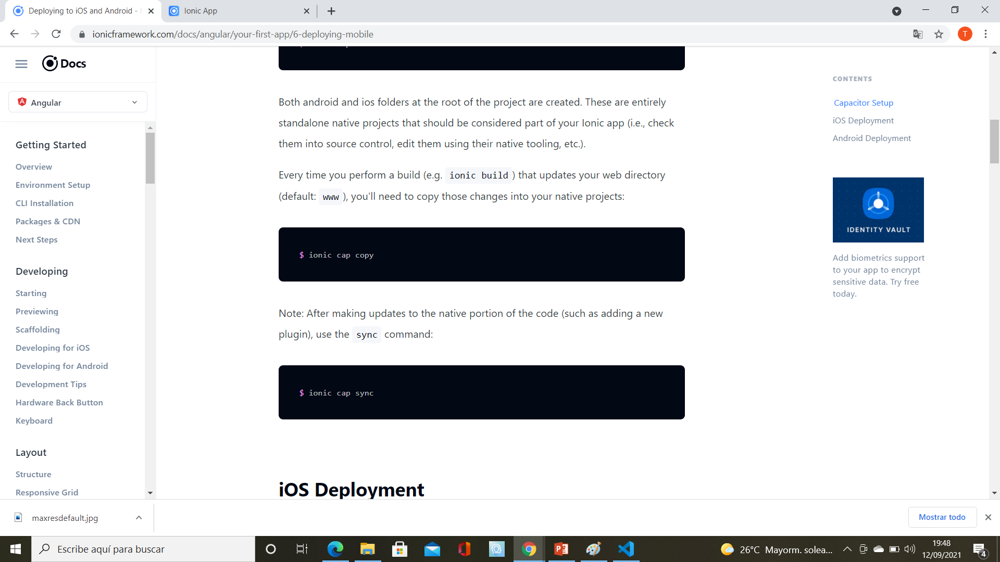 Deploying to iOS and Android -
Ionic App
ionicframework.com/docs/angular/your-first-app/6-deploying-mobile
T
Docs
Angular
Getting Started
Overview
Environment Setup
CLI Installation
Packages & CDN
Next Steps
Developing
Starting
Previewing
Scaffolding
Developing for iOS
Developing for Android
Development Tips
Hardware Back Button
Keyboard
Layout
Structure
Responsive Grid
Both android and ios folders at the root of the project are created. These are entirely
standalone native projects that should be considered part of your Ionic app (i.e., check
them into source control, edit them using their native tooling, etc.).
Every time you perform a build (e.g. ionic build) that updates your web directory
(default: www), you'll need to copy those changes into your native projects:
$ ionic cap copy
Note: After making updates to the native portion of the code (such as adding a new
plugin), use the sync command:
$ ionic cap sync
iOS Deployment
CONTENTS
Capacitor Setup
iOS Deployment
Android Deployment
IDENTITY VAULT
Add biometrics support
to your app to encrypt
sensitive data. Try free
today.
maxresdefault.jpg
Mostrar todo
Escribe aquí para buscar
26°C Mayorm. solea...
19:48
12/09/2021
4